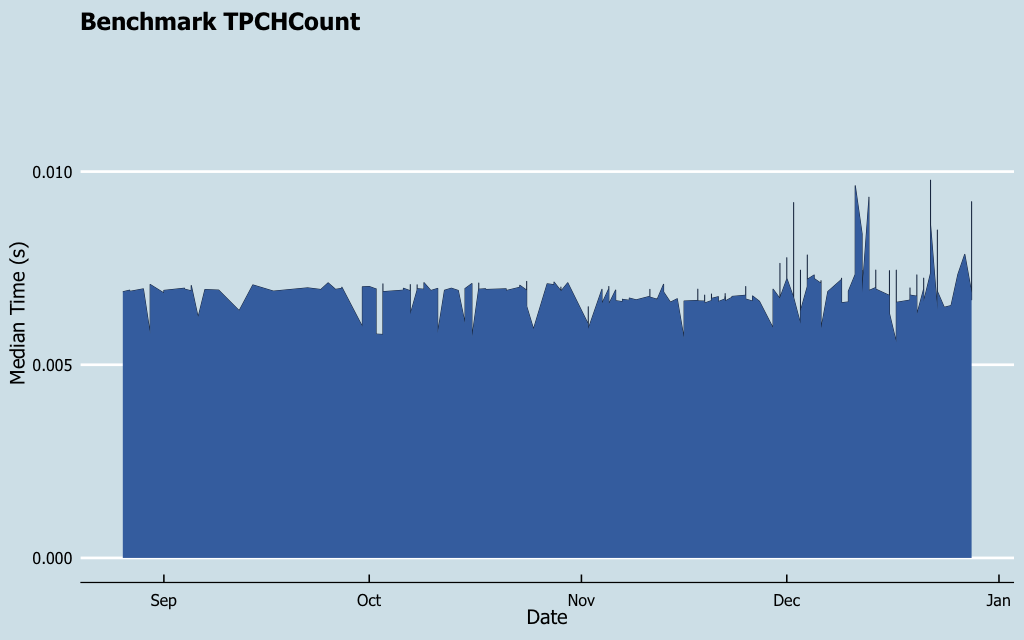 Benchmark TPCHCount
0.010
0.005
0.000
Median Time (s)
Sep Oct Nov Dec Jan
Date